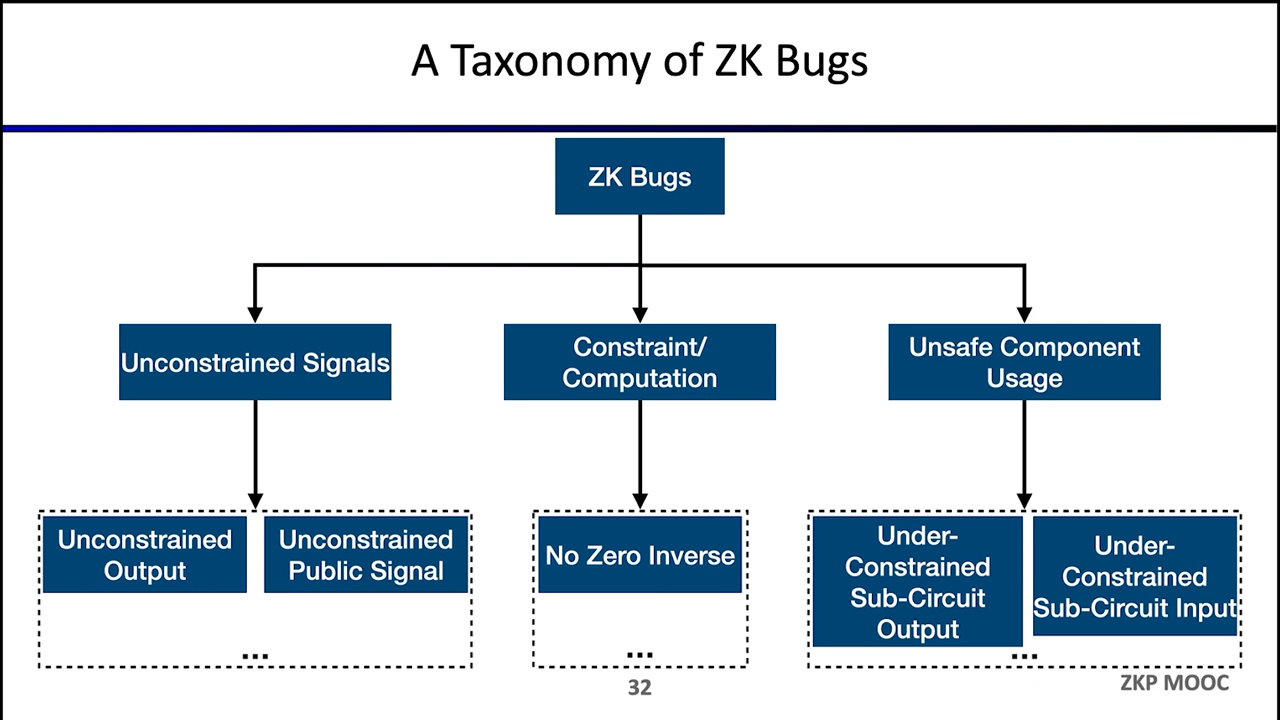 A Taxonomy of ZK Bugs
ZK Bugs
Unconstrained Signals
Constraint/
Computation
Unsafe Component
Usage
Unconstrained
Output
Unconstrained
Public Signal
...
No Zero Inverse
...
Under-
Constrained
Sub-Circuit
Output
Under-
Constrained
Sub-Circuit Input
...
32
ZKP MOOC